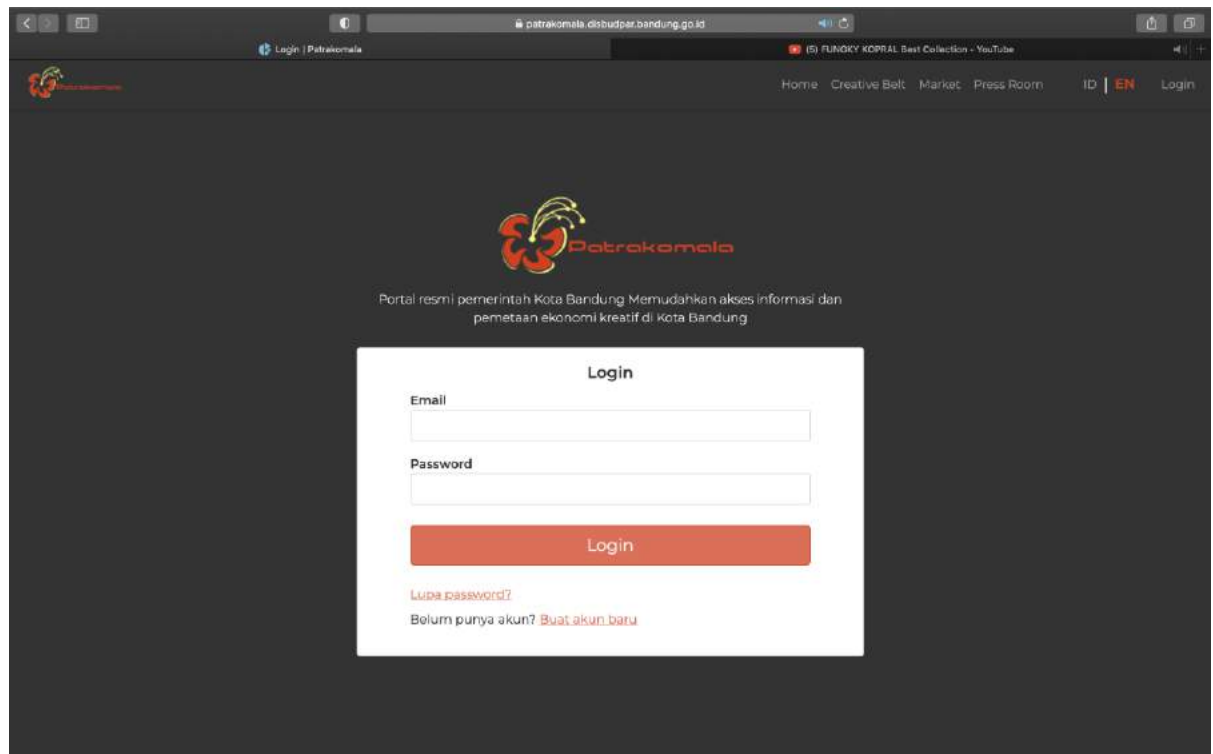 patrakomala.disbudpar.bandung.go.id
Login | Patrakomala
(5) FUNGKY KOPRAL Best Collection - YouTube
Patrakomala
Home Creative Belt Market Press Room ID | EN Login
Patrakomala
Portal resmi pemerintah Kota Bandung Memudahkan akses informasi dan
pemetaan ekonomi kreatif di Kota Bandung
Login
Email
Password
Login
Lupa password?
Belum punya akun? Buat akun baru